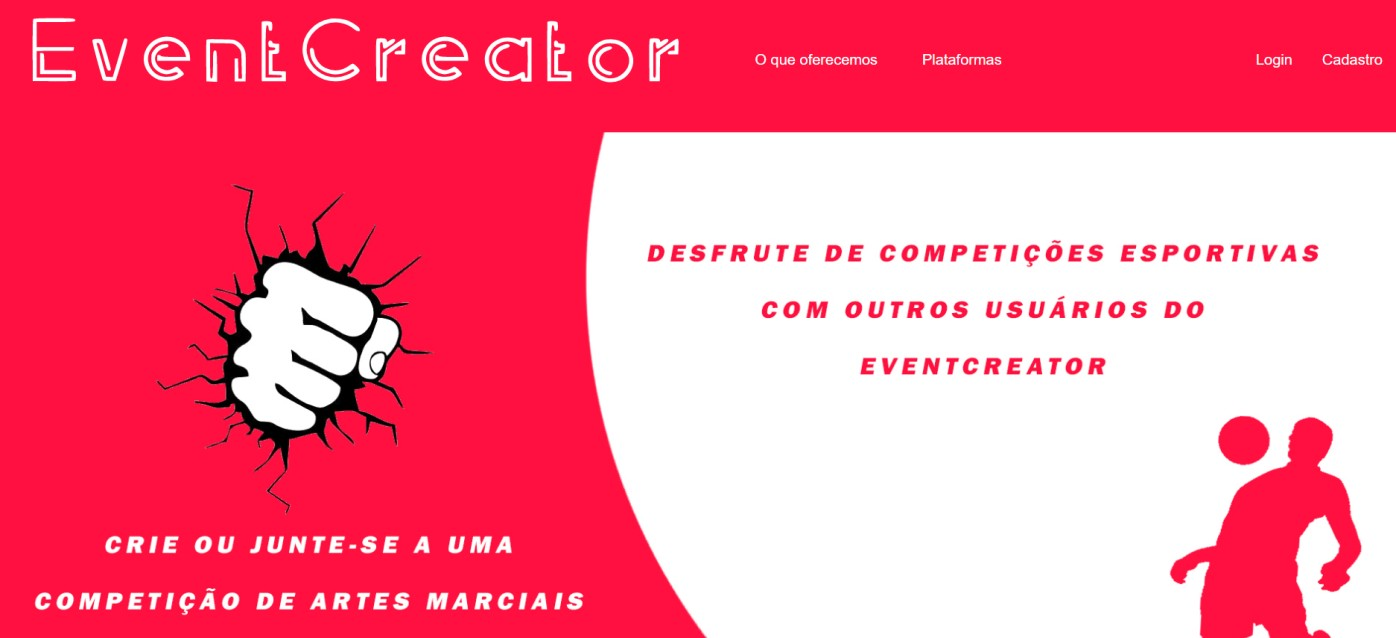 EventCreator
O que oferecemos
Plataformas
Login
Cadastro
DESFRUTE DE COMPETIÇÕES ESPORTIVAS
COM OUTROS USUÁRIOS DO
EVENTCREATOR
CRIE OU JUNTE-SE A UMA
COMPETIÇÃO DE ARTES MARCIAIS